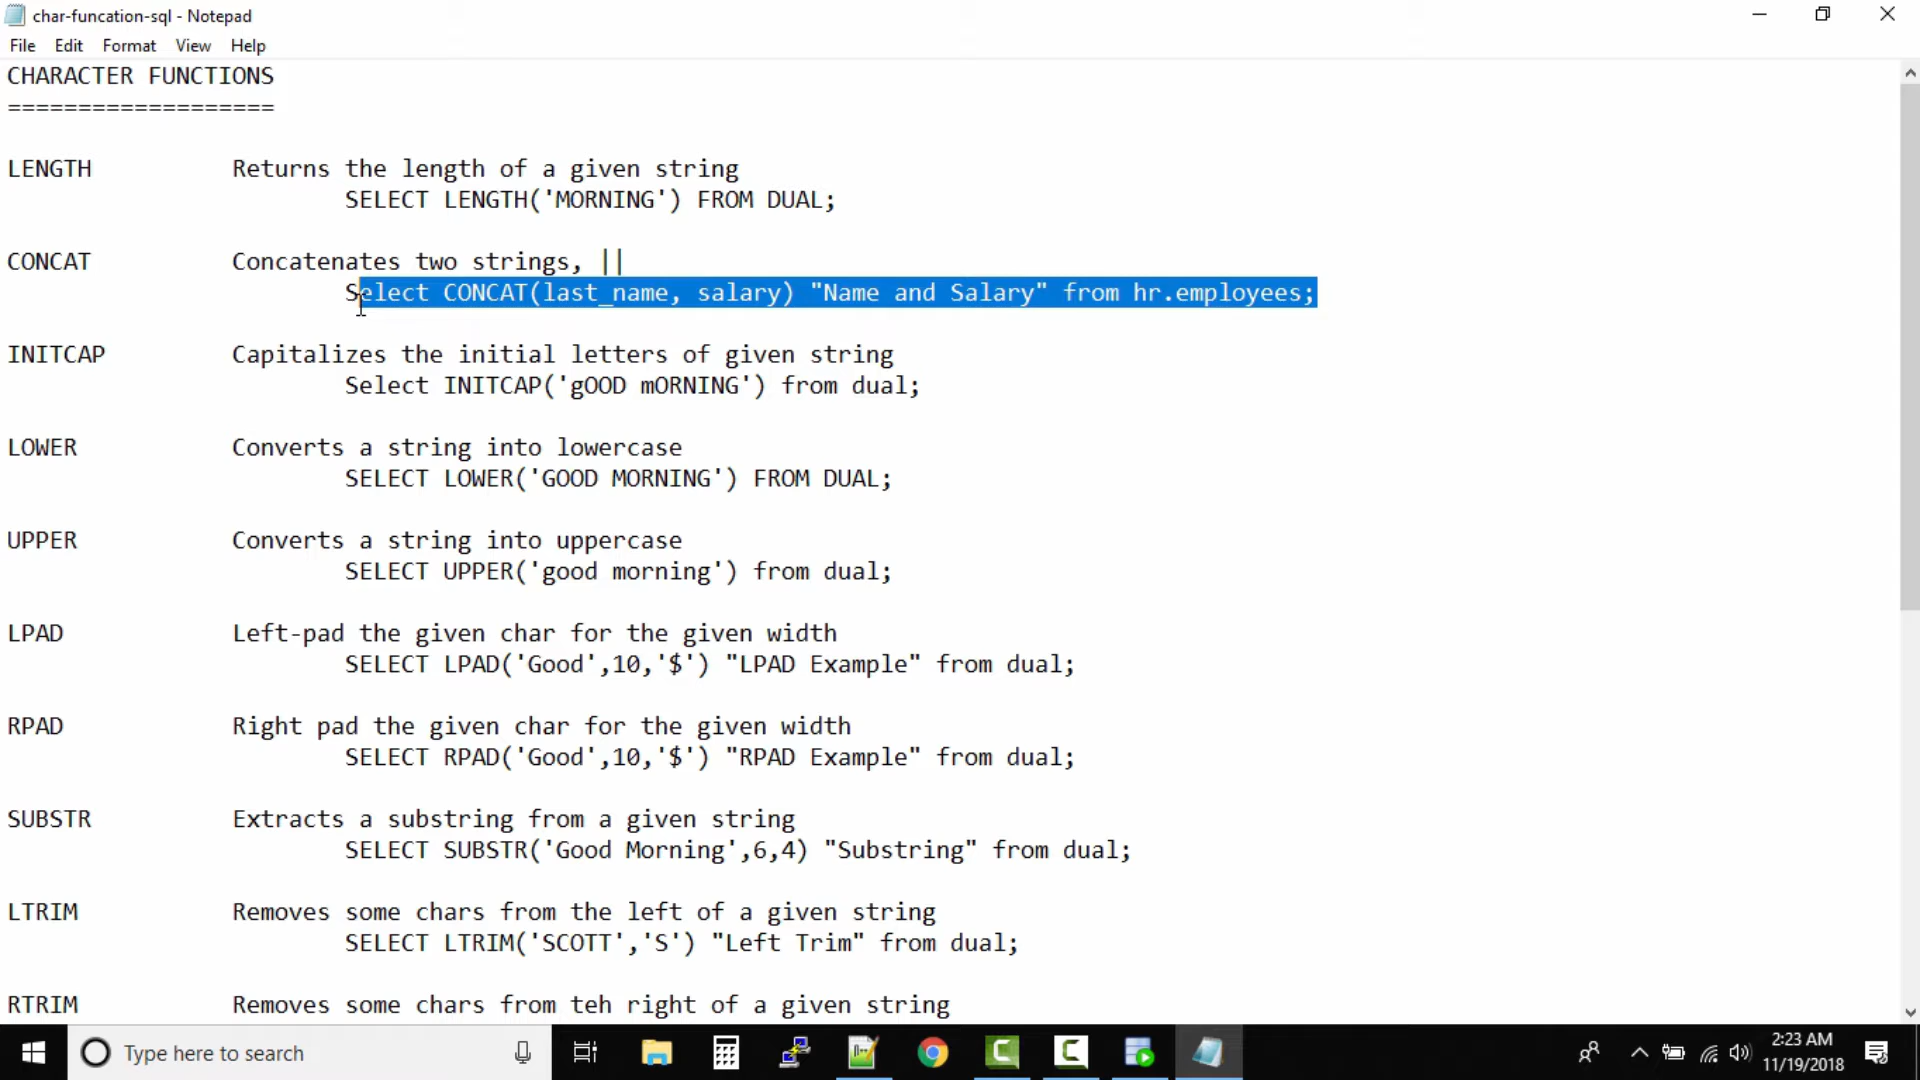 char-funcation-sql - Notepad
File Edit Format View Help
CHARACTER FUNCTIONS
===================
LENGTH Returns the length of a given string
SELECT LENGTH('MORNING') FROM DUAL;
CONCAT Concatenates two strings, ||
Select CONCAT(last_name, salary) "Name and Salary" from hr.employees;
INITCAP Capitalizes the initial letters of given string
Select INITCAP('gOOD mORNING') from dual;
LOWER Converts a string into lowercase
SELECT LOWER('GOOD MORNING') FROM DUAL;
UPPER Converts a string into uppercase
SELECT UPPER('good morning') from dual;
LPAD Left-pad the given char for the given width
SELECT LPAD('Good',10,'$') "LPAD Example" from dual;
RPAD Right pad the given char for the given width
SELECT RPAD('Good',10,'$') "RPAD Example" from dual;
SUBSTR Extracts a substring from a given string
SELECT SUBSTR('Good Morning',6,4) "Substring" from dual;
LTRIM Removes some chars from the left of a given string
SELECT LTRIM('SCOTT','S') "Left Trim" from dual;
RTRIM Removes some chars from teh right of a given string
Type here to search
2:23 AM
11/19/2018